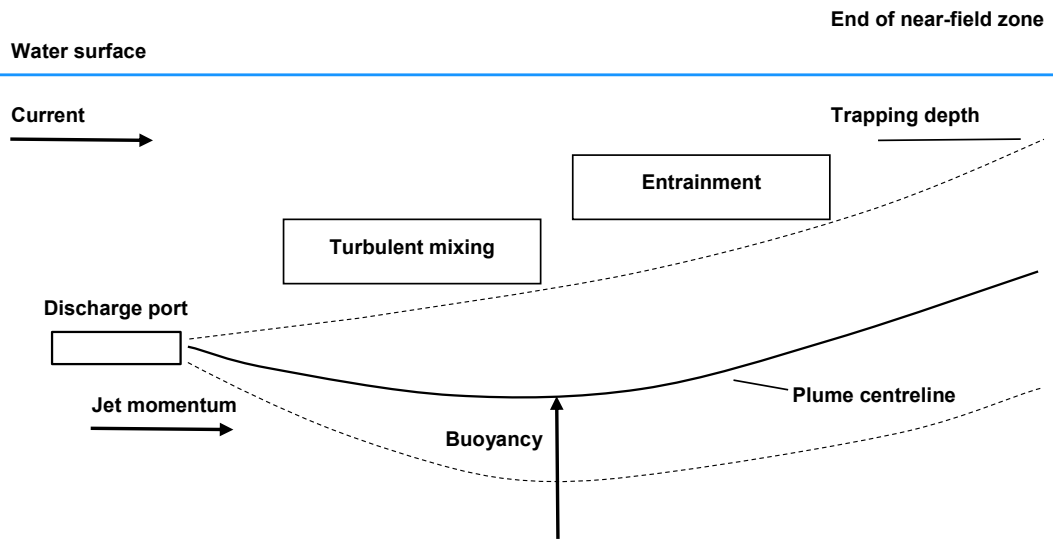 End of near-field zone
Water surface
Current
Trapping depth
Entrainment
Turbulent mixing
Discharge port
Plume centreline
Jet momentum
Buoyancy